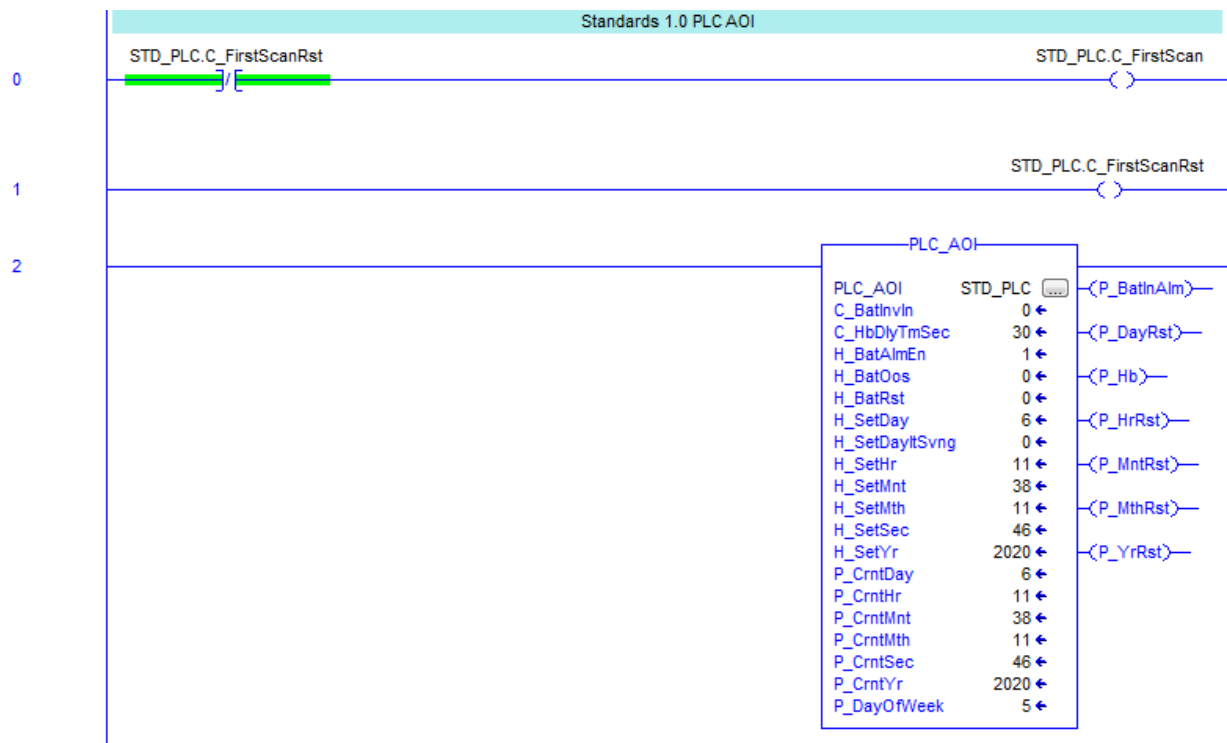 Standards 1.0 PLC AOI
STD_PLC.C_FirstScanRst STD_PLC.C_FirstScan
0
STD_PLC.C_FirstScanRst
1
PLC_AOI
2
PLC_AOI STD_PLC ... P_BatInAlm
C_BatInvIn 0
C_HbDlyTmSec 30 P_DayRst
H_BatAlmEn 1
H_BatOos 0 P_Hb
H_BatRst 0
H_SetDay 6 P_HrRst
H_SetDayltSvng 0
H_SetHr 11 P_MntRst
H_SetMnt 38
H_SetMth 11 P_MthRst
H_SetSec 46
H_SetYr 2020 P_YrRst
P_CrntDay 6
P_CrntHr 11
P_CrntMnt 38
P_CrntMth 11
P_CrntSec 46
P_CrntYr 2020
P_DayOfWeek 5